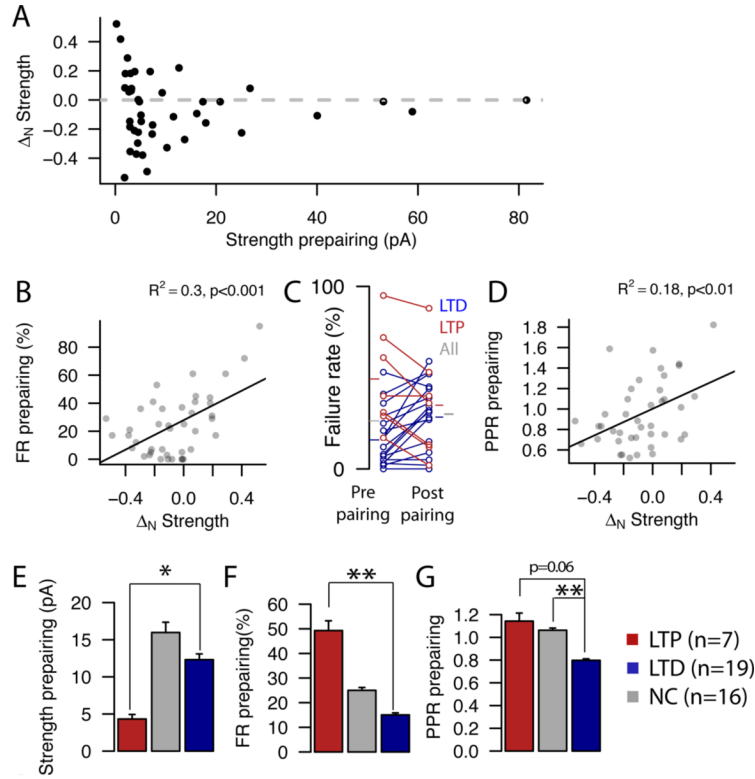 A
ΔN Strength
0.4
0.2
0.0
−0.2
−0.4
0 20 40 60 80
Strength prepairing (pA)
B
R2 = 0.3, p<0.001
FR prepairing (%)
80
60
40
20
0
−0.4 0.0 0.4
ΔN Strength
C
Failure rate (%)
100
0
LTD
LTP
All
Pre pairing
Post pairing
D
R2 = 0.18, p<0.01
PPR prepairing
1.8
1.6
1.4
1.2
1.0
0.8
0.6
−0.4 0.0 0.4
ΔN Strength
E
Strength prepairing (pA)
20
15
10
5
0
*
F
FR prepairing(%)
60
50
40
30
20
10
0
**
G
PPR prepairing
1.2
1.0
0.8
0.6
0.4
0.2
0.0
p=0.06
**
LTP (n=7)
LTD (n=19)
NC (n=16)